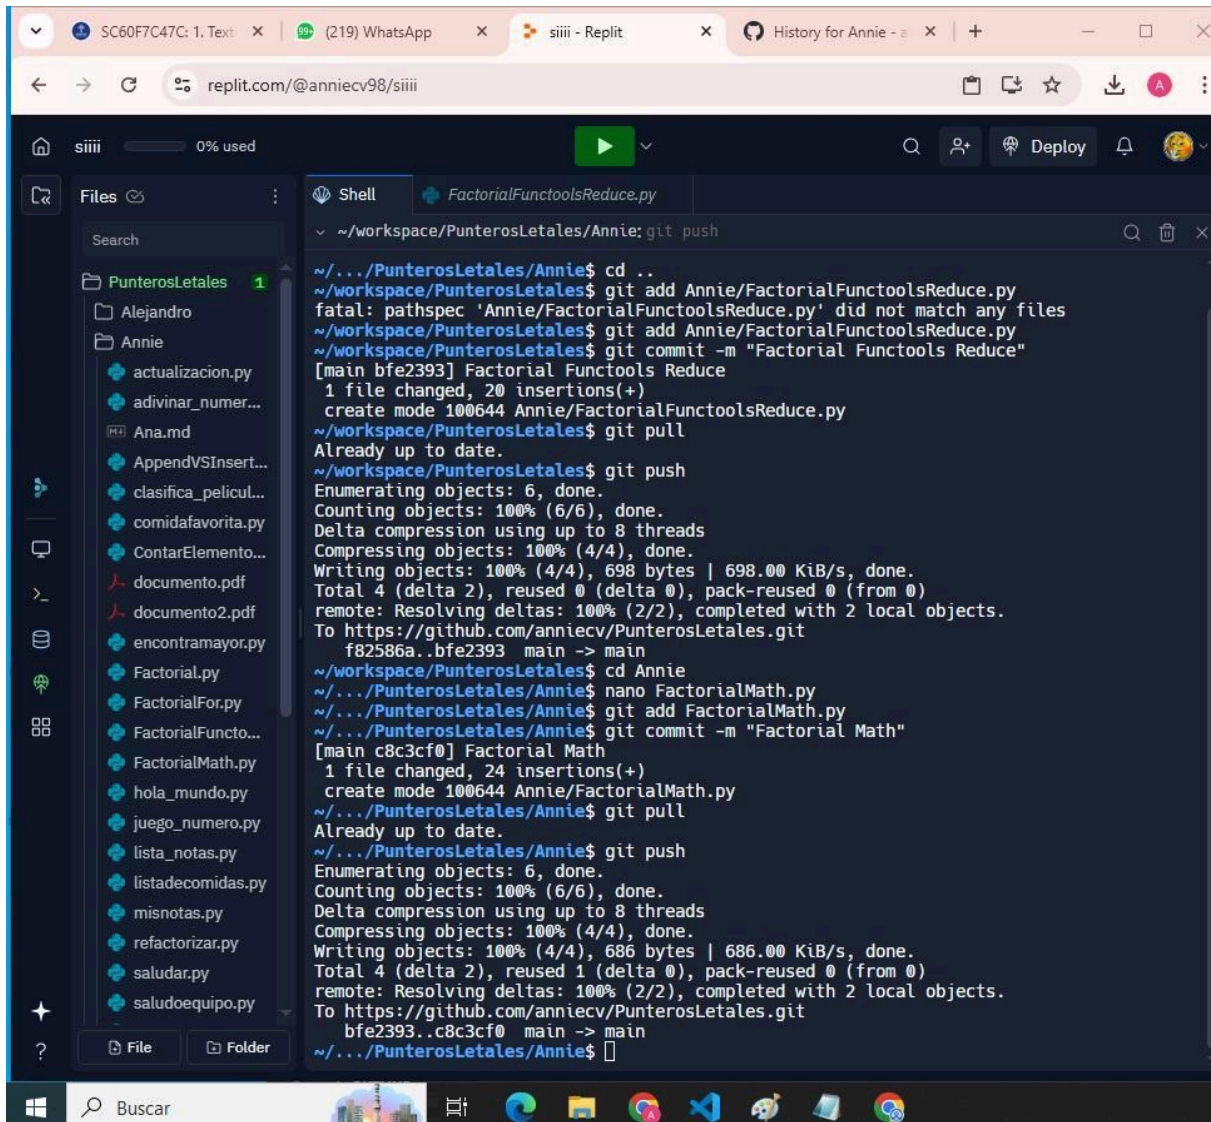 SC60F7C47C: 1. Text
(219) WhatsApp
siiii - Replit
History for Annie - a
replit.com/@anniecv98/siiii
A
siiii
0% used
Deploy
Files
Shell
FactorialFunctoolsReduce.py
Search
~/workspace/PunterosLetales/Annie: git push
PunterosLetales 1
Alejandro
Annie
actualizacion.py
adivinar_numer...
Ana.md
AppendVSInsert...
clasifica_pelicul...
comidafavorita.py
ContarElemento...
documento.pdf
documento2.pdf
encontramayor.py
Factorial.py
FactorialFor.py
FactorialFuncto...
FactorialMath.py
hola_mundo.py
juego_numero.py
lista_notas.py
listadecomidas.py
misnotas.py
refactorizar.py
saludar.py
saludoequipo.py
File
Folder
~/.../PunterosLetales/Annie$ cd ..
~/workspace/PunterosLetales$ git add Annie/FactorialFunctoolsReduce.py
fatal: pathspec 'Annie/FactorialFunctoolsReduce.py' did not match any files
~/workspace/PunterosLetales$ git add Annie/FactorialFunctoolsReduce.py
~/workspace/PunterosLetales$ git commit -m "Factorial Functools Reduce"
[main bfe2393] Factorial Functools Reduce
1 file changed, 20 insertions(+)
create mode 100644 Annie/FactorialFunctoolsReduce.py
~/workspace/PunterosLetales$ git pull
Already up to date.
~/workspace/PunterosLetales$ git push
Enumerating objects: 6, done.
Counting objects: 100% (6/6), done.
Delta compression using up to 8 threads
Compressing objects: 100% (4/4), done.
Writing objects: 100% (4/4), 698 bytes | 698.00 KiB/s, done.
Total 4 (delta 2), reused 0 (delta 0), pack-reused 0 (from 0)
remote: Resolving deltas: 100% (2/2), completed with 2 local objects.
To https://github.com/anniecv/PunterosLetales.git
f82586a..bfe2393 main -> main
~/workspace/PunterosLetales$ cd Annie
~/.../PunterosLetales/Annie$ nano FactorialMath.py
~/.../PunterosLetales/Annie$ git add FactorialMath.py
~/.../PunterosLetales/Annie$ git commit -m "Factorial Math"
[main c8c3cf0] Factorial Math
1 file changed, 24 insertions(+)
create mode 100644 Annie/FactorialMath.py
~/.../PunterosLetales/Annie$ git pull
Already up to date.
~/.../PunterosLetales/Annie$ git push
Enumerating objects: 6, done.
Counting objects: 100% (6/6), done.
Delta compression using up to 8 threads
Compressing objects: 100% (4/4), done.
Writing objects: 100% (4/4), 686 bytes | 686.00 KiB/s, done.
Total 4 (delta 2), reused 1 (delta 0), pack-reused 0 (from 0)
remote: Resolving deltas: 100% (2/2), completed with 2 local objects.
To https://github.com/anniecv/PunterosLetales.git
bfe2393..c8c3cf0 main -> main
~/.../PunterosLetales/Annie$
Buscar